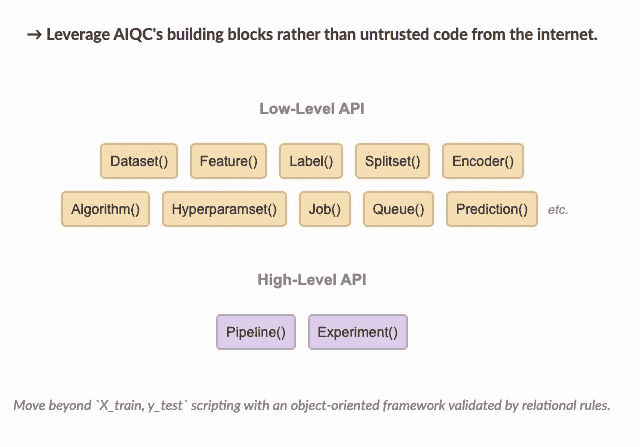 → Leverage AIQC's building blocks rather than untrusted code from the internet.
Low-Level API
Dataset() Feature() Label() Splitset() Encoder()
Algorithm() Hyperparamset() Job() Queue() Prediction() etc.
High-Level API
Pipeline() Experiment()
Move beyond `X_train, y_test` scripting with an object-oriented framework validated by relational rules.